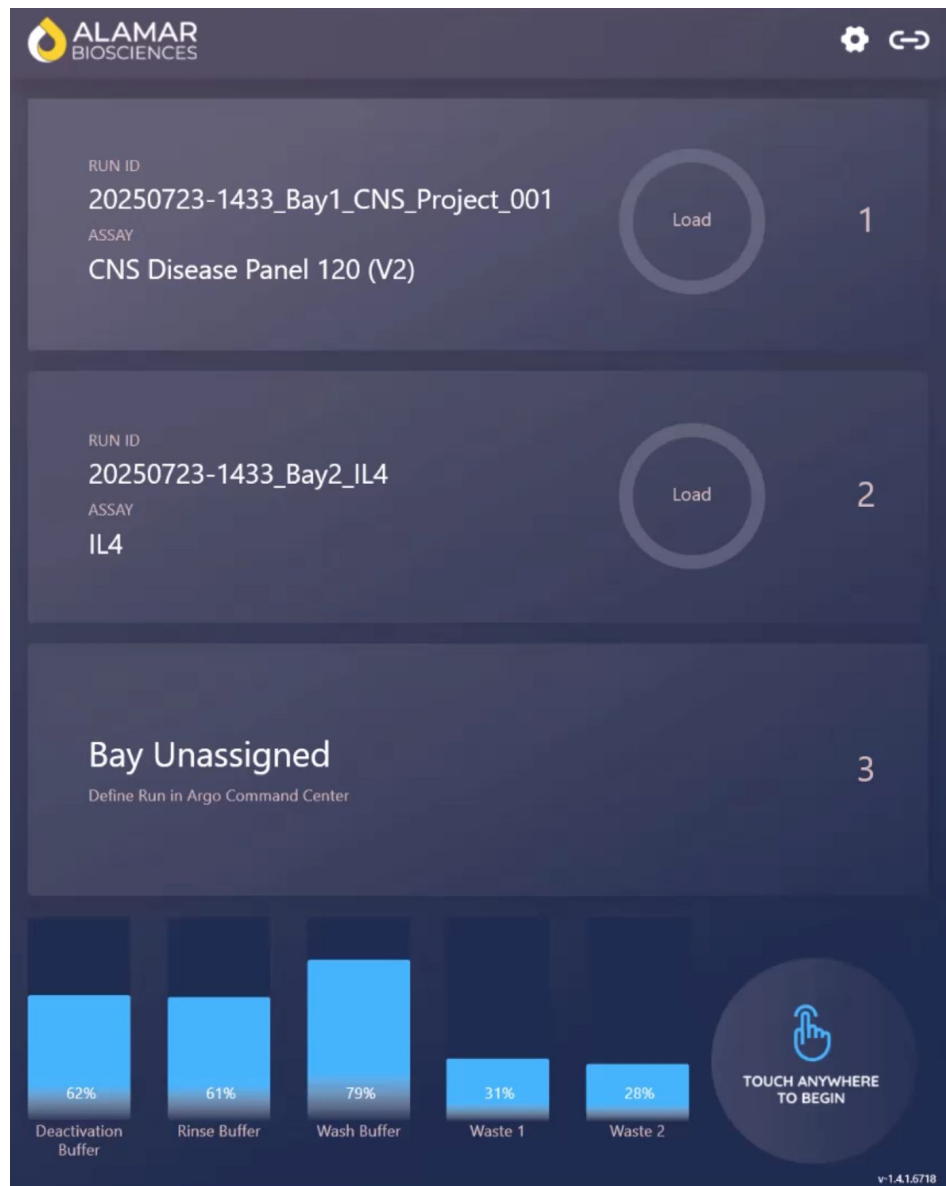 ALAMAR
BIOSCIENCES
RUN ID
20250723-1433_Bay1_CNS_Project_001
ASSAY
CNS Disease Panel 120 (V2)
Load
1
RUN ID
20250723-1433_Bay2_IL4
ASSAY
IL4
Load
2
Bay Unassigned
Define Run in Argo Command Center
3
62%
61%
79%
31%
28%
Deactivation
Buffer
Rinse Buffer
Wash Buffer
Waste 1
Waste 2
TOUCH ANYWHERE
TO BEGIN
v-1.4.1.6718